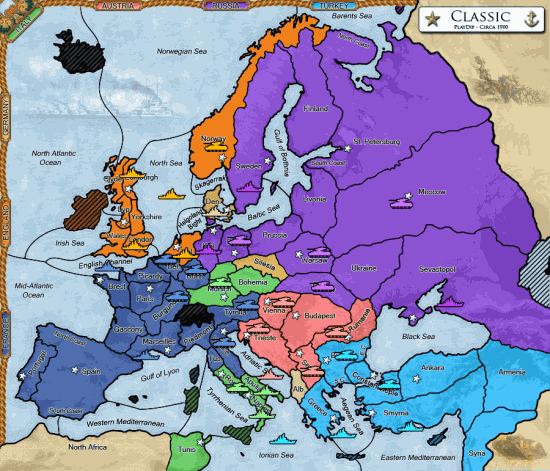 ITALY
AUSTRIA
RUSSIA
TURKEY
Barents Sea
CLASSIC
PLAYDIP - CIRCA 1900
North Coast
Norwegian Sea
GERMANY
Finland
Norway
St. Petersburg
North Atlantic
Ocean
North Sea
Sweden
Gulf of Bothnia
South Coast
Skagerrak
Edinburgh
Den
Moscow
Livonia
Yorkshire
Helgoland
Bight
Baltic Sea
ENGLAND
Wales
London
Prussia
Irish Sea
Warsaw
English Channel
Silesia
Ukraine
Sevastopol
Mid-Atlantic
Ocean
Picardy
Brest
Bohemia
Munich
Paris
Burgundy
Vienna
Budapest
FRANCE
Gascony
Piedmont
Trieste
Rumania
Marseilles
Black Sea
North Coast
Portugal
Spain
Gulf of Lyon
Adriatic Sea
Apulia
Alb
Constantinople
Ankara
Armenia
South Coast
Tyrrhenian Sea
Greece
Aegean Sea
Smyrna
Western Mediterranean
North Africa
Tunis
Ionian Sea
Eastern Mediterranean
Syria